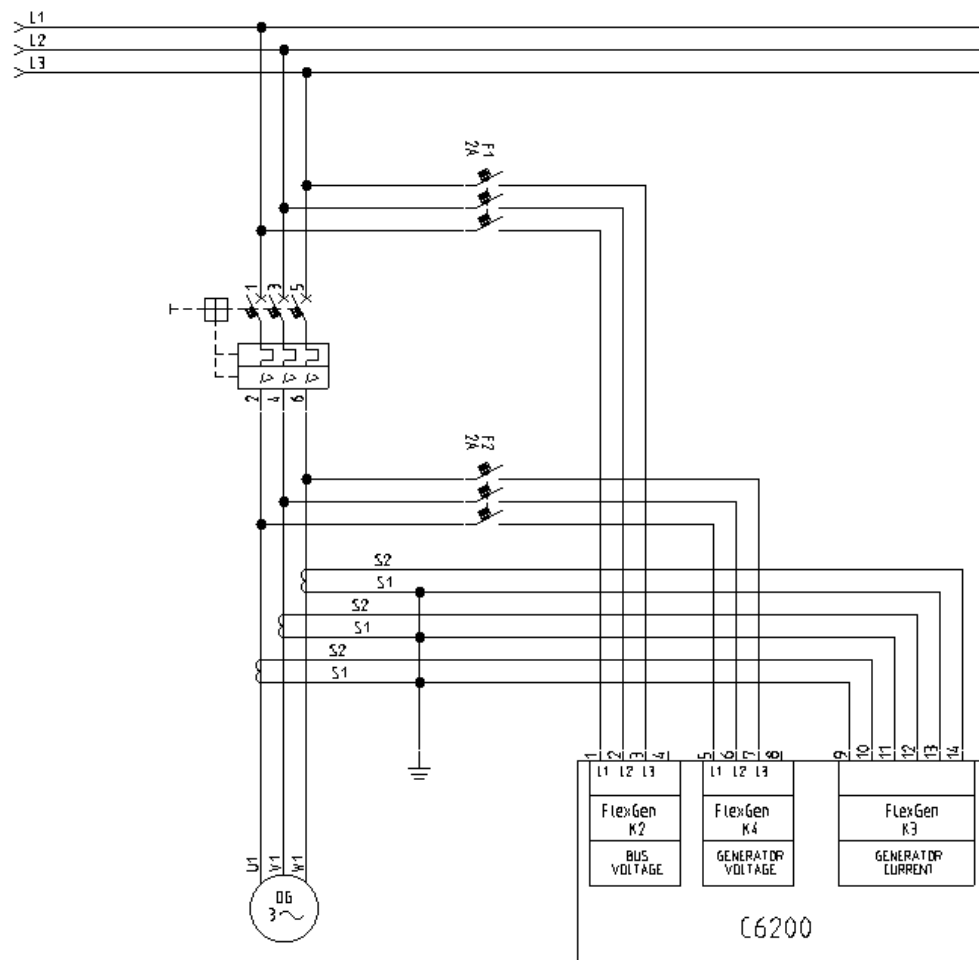 L1
L2
L3
F1
2A
1 3 5
2 4 6
F2
2A
S2
S1
S2
S1
S2
S1
1 2 3 4 5 6 7 8 9 10 11 12 13 14
L1 L2 L3 L1 L2 L3
FlexGen FlexGen FlexGen
K2 K4 K3
BUS GENERATOR GENERATOR
VOLTAGE VOLTAGE CURRENT
U1 V1 W1
DG
3~
C6200